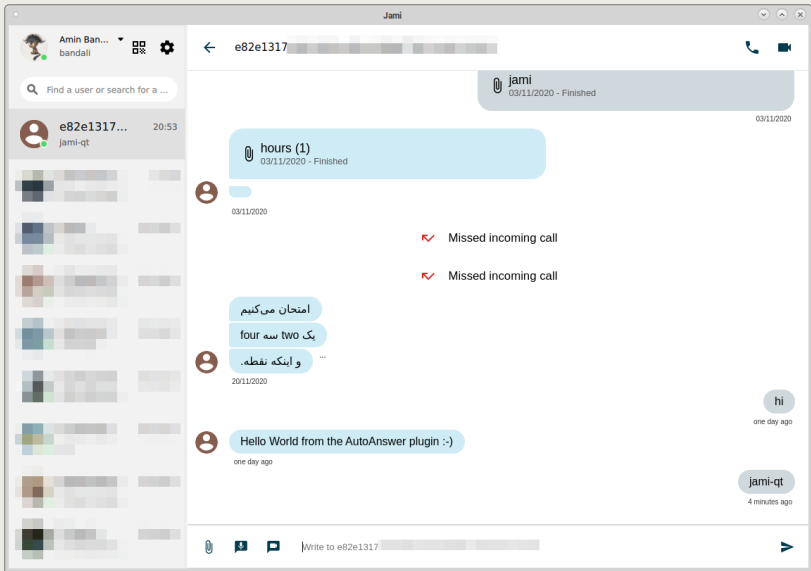 Jami
Amin Ban...
bandali
Find a user or search for a ...
e82e1317...
20:53
jami-qt
e82e1317
jami
03/11/2020 - Finished
03/11/2020
hours (1)
03/11/2020 - Finished
03/11/2020
Missed incoming call
Missed incoming call
امتحان می‌کنیم
یک two سه four
و اینکه نقطه.
...
20/11/2020
hi
one day ago
Hello World from the AutoAnswer plugin :-)
one day ago
jami-qt
4 minutes ago
Write to e82e1317